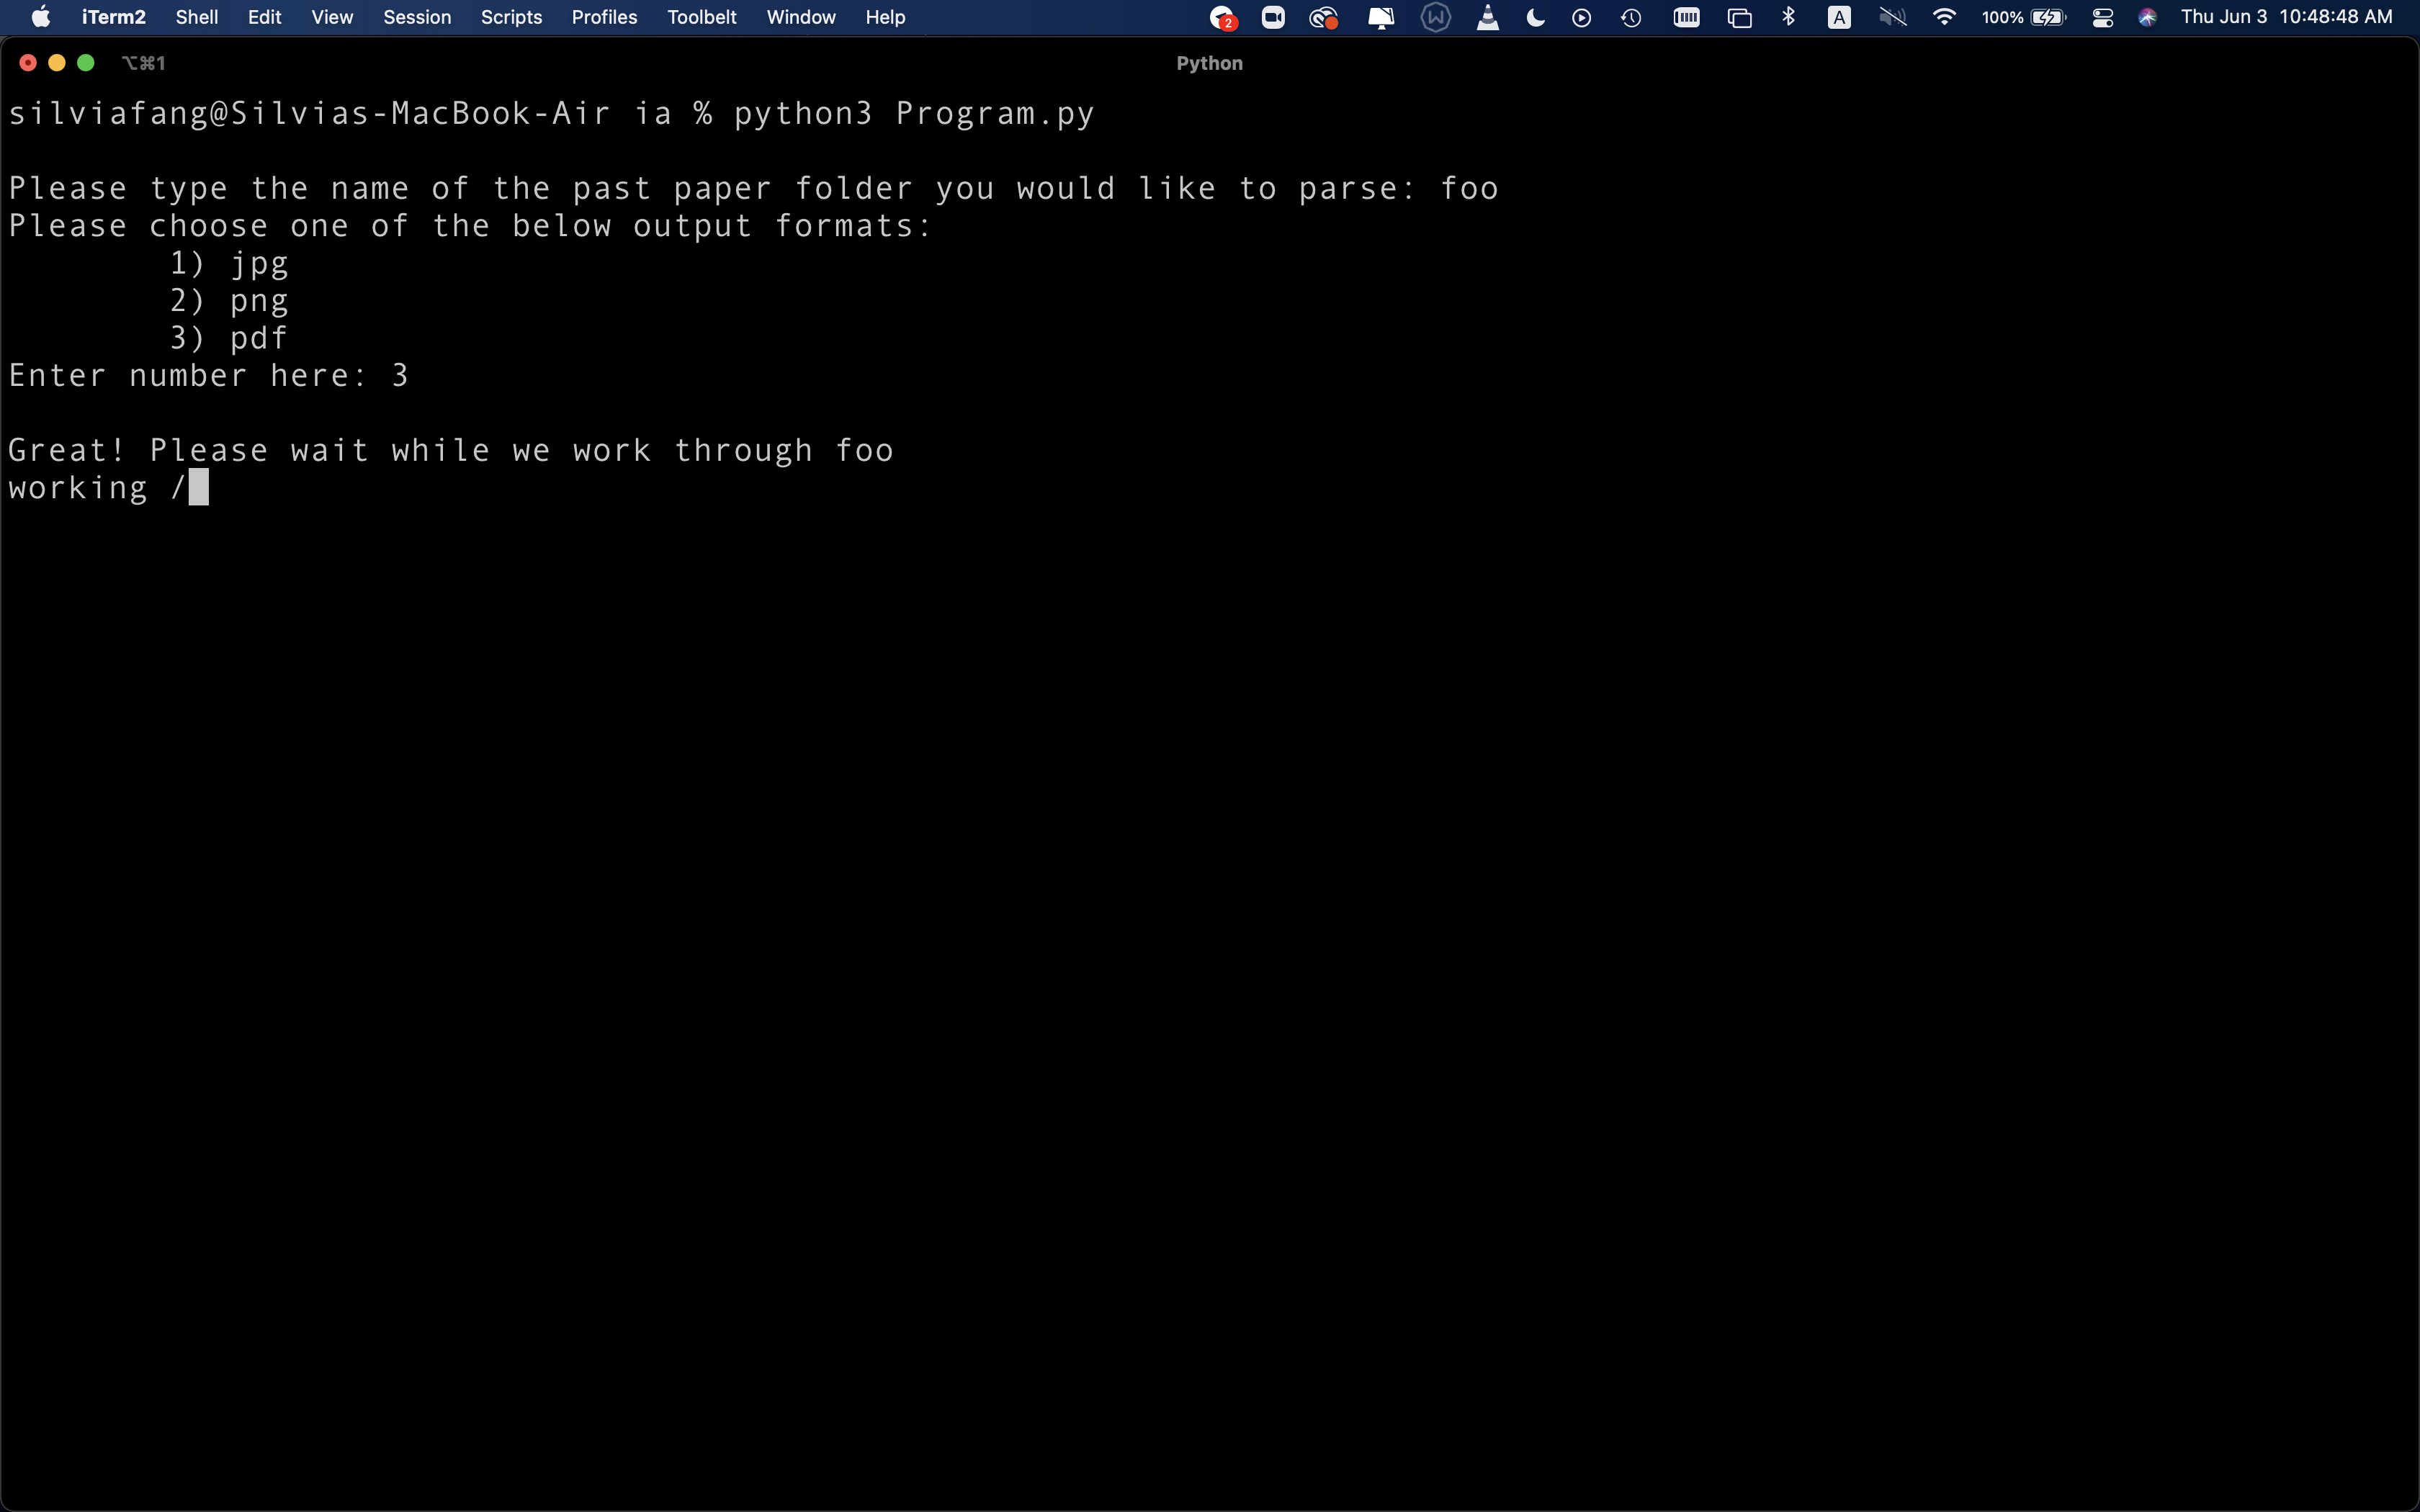 iTerm2 Shell Edit View Session Scripts Profiles Toolbelt Window Help 2 A 100% Thu Jun 3 10:48:48 AM
⌥⌘1 Python
silviafang@Silvias-MacBook-Air ia % python3 Program.py
Please type the name of the past paper folder you would like to parse: foo
Please choose one of the below output formats:
1) jpg
2) png
3) pdf
Enter number here: 3
Great! Please wait while we work through foo
working /